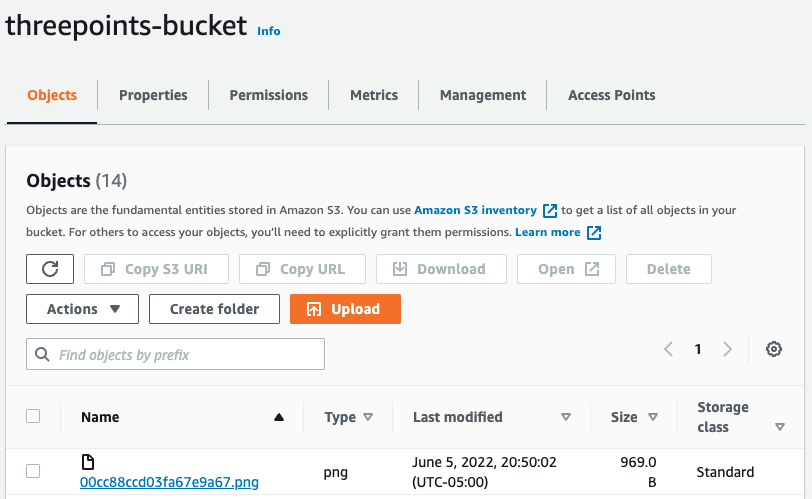 threepoints-bucket Info
Objects Properties Permissions Metrics Management Access Points
Objects (14)
Objects are the fundamental entities stored in Amazon S3. You can use Amazon S3 inventory to get a list of all objects in your
bucket. For others to access your objects, you'll need to explicitly grant them permissions. Learn more
Copy S3 URI Copy URL Download Open Delete
Actions Create folder Upload
Find objects by prefix 1
Name Type Last modified Size Storage
class
00cc88ccd03fa67e9a67.png png June 5, 2022, 20:50:02 969.0 Standard
(UTC-05:00) B